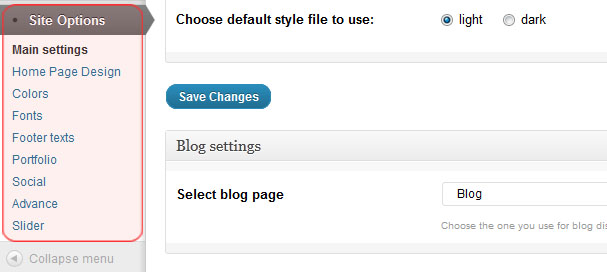 Site Options
Main settings
Home Page Design
Colors
Fonts
Footer texts
Portfolio
Social
Advance
Slider
Collapse menu
Choose default style file to use:
light
dark
Save Changes
Blog settings
Select blog page
Blog
Choose the one you use for blog